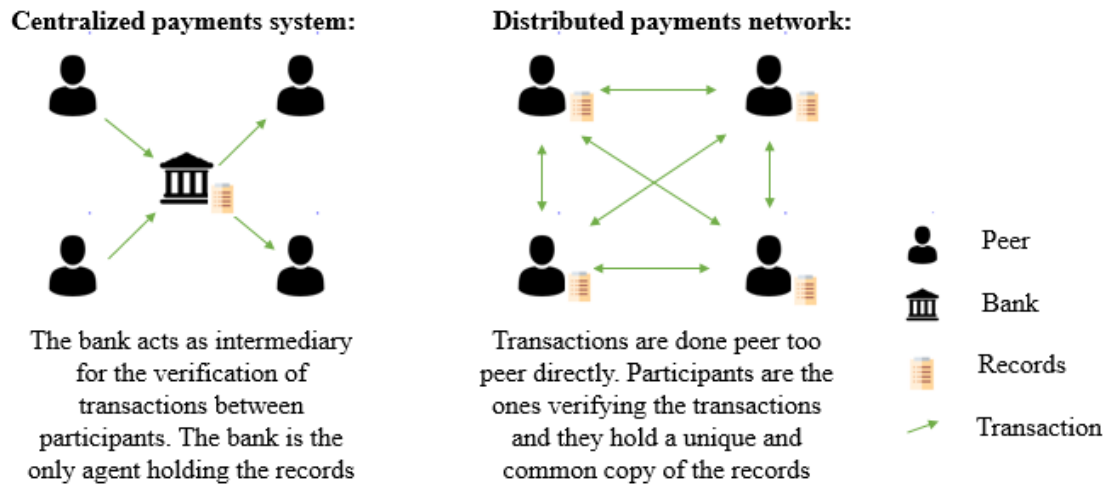 Centralized payments system:
Distributed payments network:
The bank acts as intermediary
for the verification of
transactions between
participants. The bank is the
only agent holding the records
Transactions are done peer too
peer directly. Participants are the
ones verifying the transactions
and they hold a unique and
common copy of the records
Peer
Bank
Records
Transaction